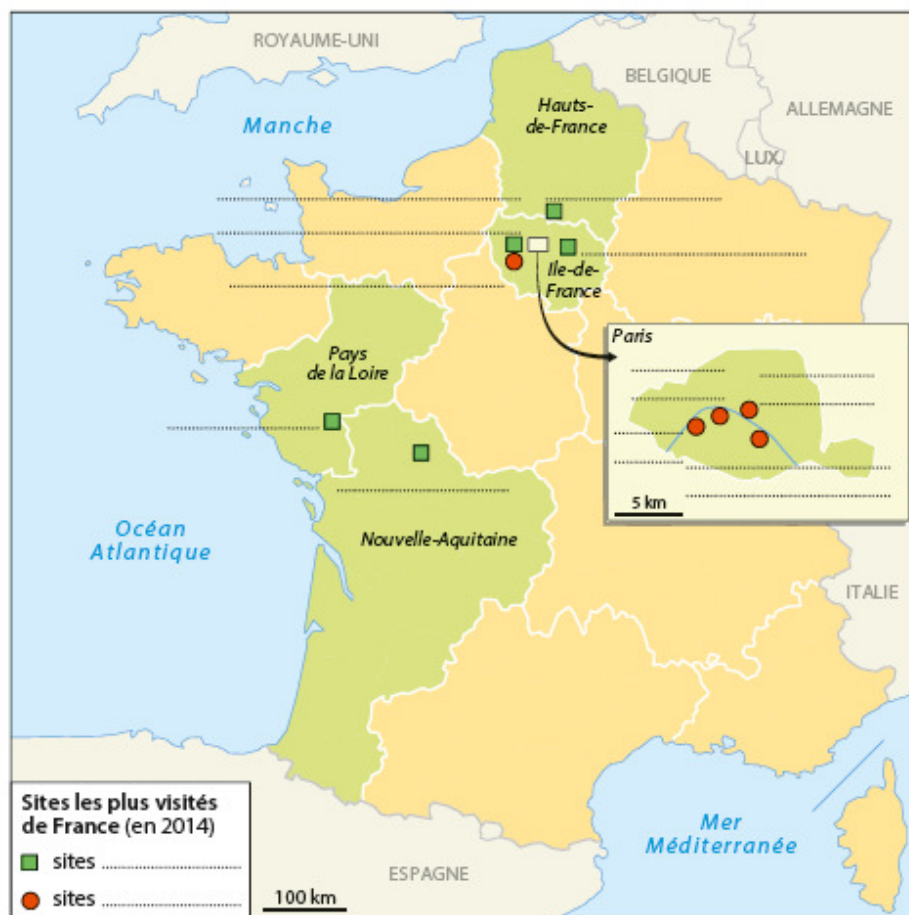 ROYAUME-UNI
BELGIQUE
ALLEMAGNE
Hauts-
de-France
Manche
LUX.
Ile-de-
France
Paris
Pays
de la Loire
5 km
Océan
Atlantique
Nouvelle-Aquitaine
ITALIE
Sites les plus visités
de France (en 2014)
sites ........................
sites ........................
100 km
ESPAGNE
Mer
Méditerranée